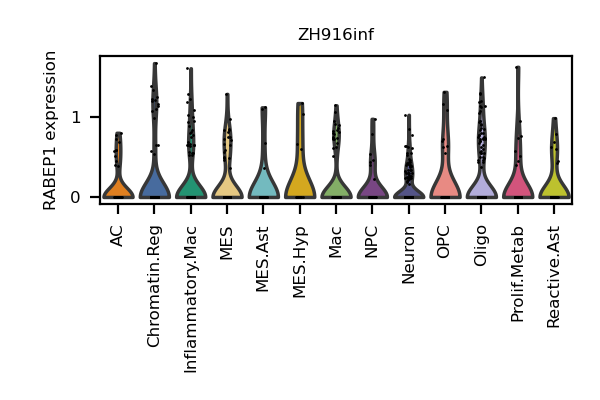 ZH916inf
RABEP1 expression
1
0
AC
Chromatin.Reg
Inflammatory.Mac
MES
MES.Ast
MES.Hyp
Mac
NPC
Neuron
OPC
Oligo
Prolif.Metab
Reactive.Ast